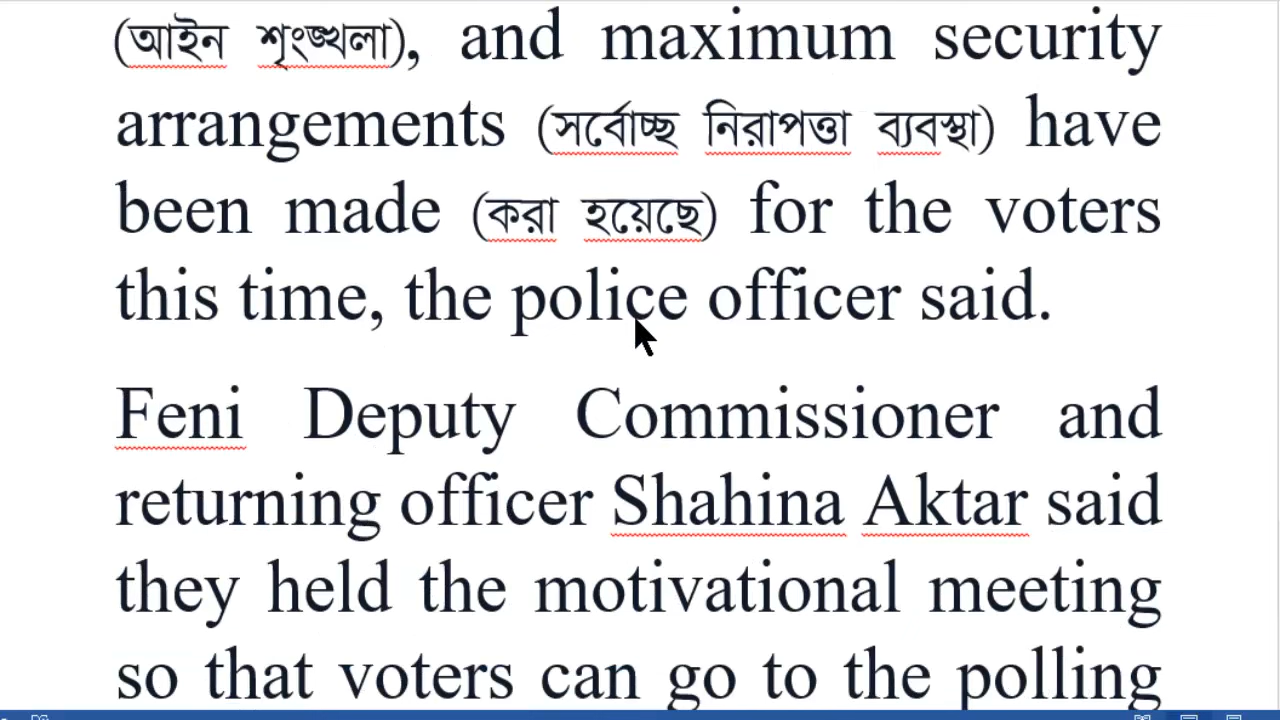 (আইন শৃংঙ্খলা), and maximum security
arrangements (সর্বোচ্ছ নিরাপত্তা ব্যবস্থা) have
been made (করা হয়েছে) for the voters
this time, the police officer said.
Feni Deputy Commissioner and
returning officer Shahina Aktar said
they held the motivational meeting
so that voters can go to the polling